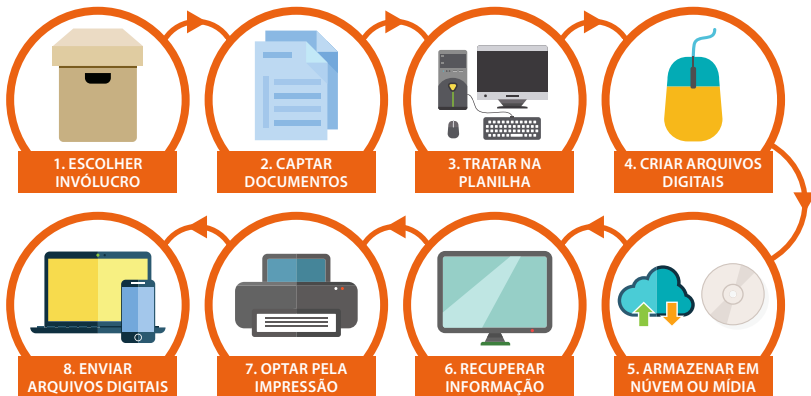 1. ESCOLHER
INVÓLUCRO
2. CAPTAR
DOCUMENTOS
3. TRATAR NA
PLANILHA
4. CRIAR ARQUIVOS
DIGITAIS
5. ARMAZENAR EM
NÚVEM OU MÍDIA
6. RECUPERAR
INFORMAÇÃO
7. OPTAR PELA
IMPRESSÃO
8. ENVIAR
ARQUIVOS DIGITAIS